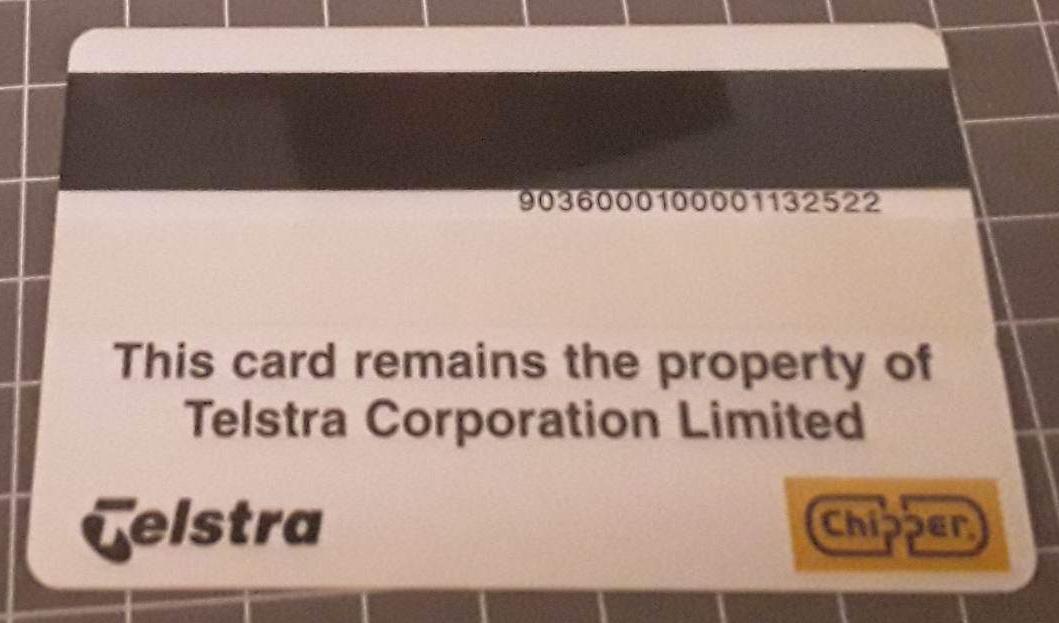 9036000100001132522
This card remains the property of
Telstra Corporation Limited
Telstra
Chipper